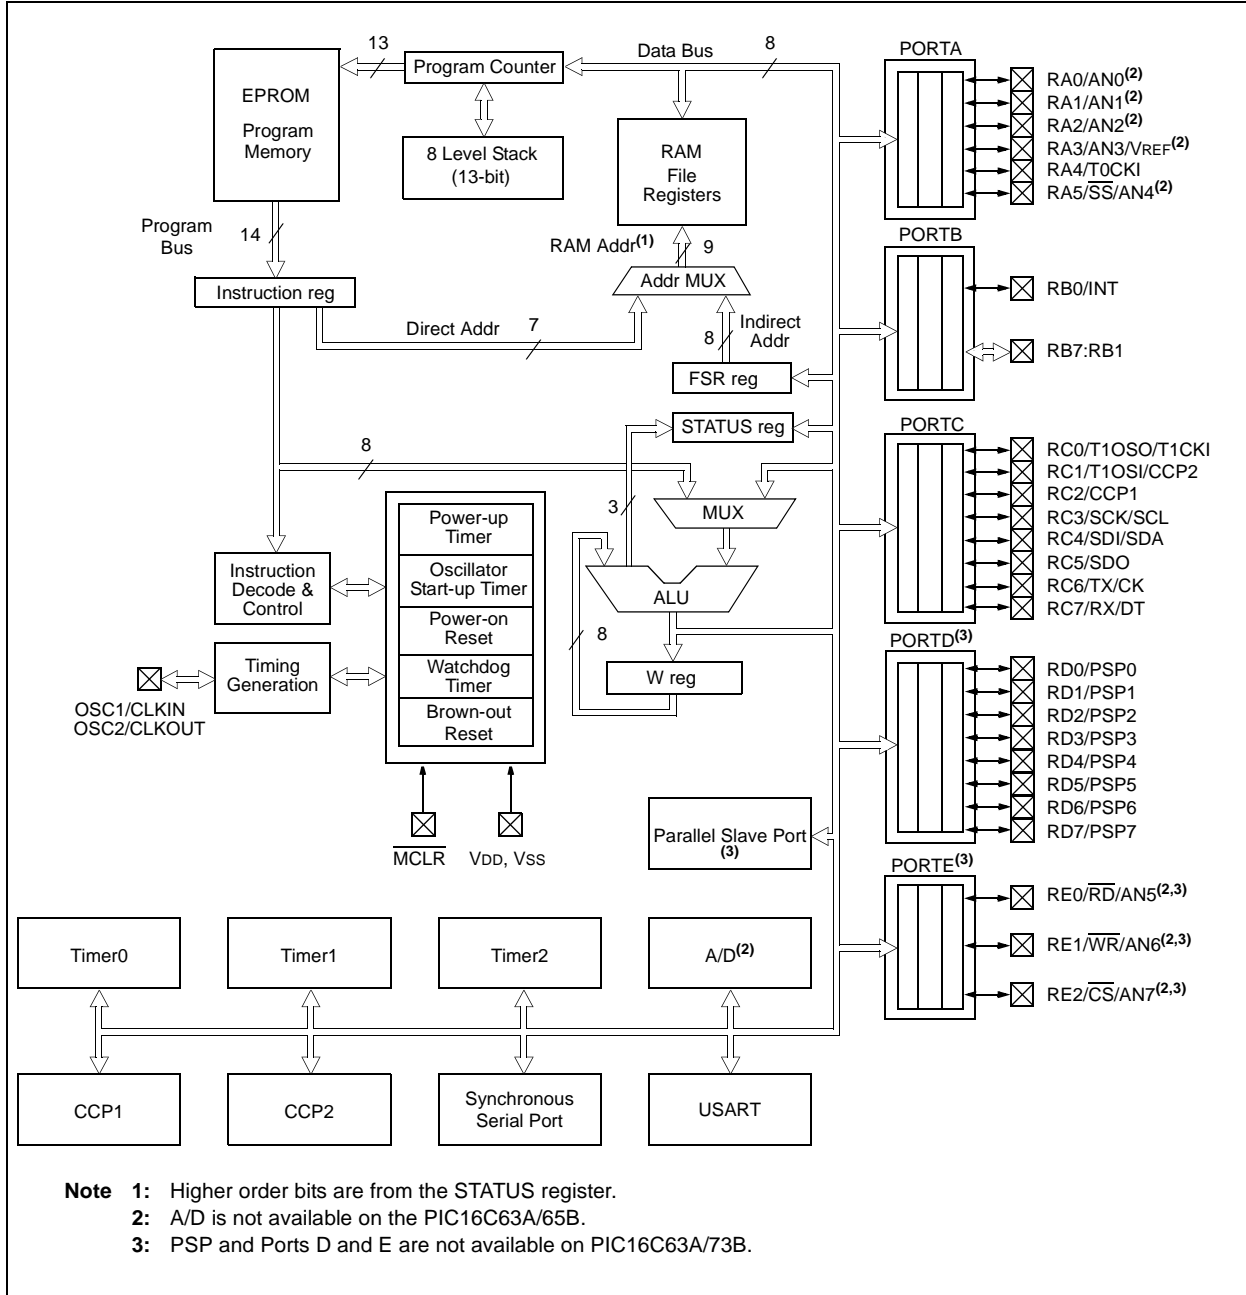 13
Data Bus
8
PORTA
EPROM
Program
Memory
Program Counter
8 Level Stack
(13-bit)
RAM
File
Registers
RA0/AN0(2)
RA1/AN1(2)
RA2/AN2(2)
RA3/AN3/VREF(2)
RA4/T0CKI
RA5/SS/AN4(2)
Program
Bus
14
RAM Addr(1)
9
PORTB
Instruction reg
Addr MUX
Direct Addr
7
8
Indirect
Addr
RB0/INT
RB7:RB1
FSR reg
STATUS reg
PORTC
8
3
MUX
RC0/T1OSO/T1CKI
RC1/T1OSI/CCP2
RC2/CCP1
RC3/SCK/SCL
RC4/SDI/SDA
RC5/SDO
RC6/TX/CK
RC7/RX/DT
Power-up
Timer
Oscillator
Start-up Timer
Power-on
Reset
Watchdog
Timer
Brown-out
Reset
Instruction
Decode &
Control
ALU
8
W reg
Timing
Generation
OSC1/CLKIN
OSC2/CLKOUT
PORTD(3)
RD0/PSP0
RD1/PSP1
RD2/PSP2
RD3/PSP3
RD4/PSP4
RD5/PSP5
RD6/PSP6
RD7/PSP7
MCLR
VDD, VSS
Parallel Slave Port
(3)
PORTE(3)
RE0/RD/AN5(2,3)
RE1/WR/AN6(2,3)
RE2/CS/AN7(2,3)
Timer0
Timer1
Timer2
A/D(2)
CCP1
CCP2
Synchronous
Serial Port
USART
Note 1: Higher order bits are from the STATUS register.
2: A/D is not available on the PIC16C63A/65B.
3: PSP and Ports D and E are not available on PIC16C63A/73B.